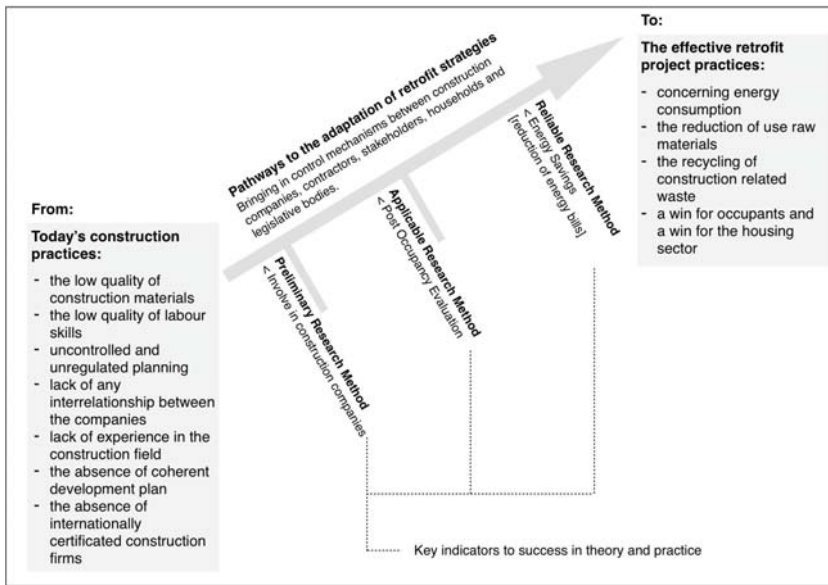 From:
Today's construction
practices:
- the low quality of
construction materials
- the low quality of labour
skills
- uncontrolled and
unregulated planning
- lack of any
interrelationship between
the companies
- lack of experience in the
construction field
- the absence of coherent
development plan
- the absence of
internationally
certificated construction
firms
Pathways to the adaptation of retrofit strategies
Bringing in control mechanisms between construction
companies, contractors, stakeholders, households and
legislative bodies.
Preliminary Research Method
< Involve in construction companies
Applicable Research Method
< Post Occupancy Evaluation
Reliable Research Method
< Energy Savings
[reduction of energy bills]
To:
The effective retrofit
project practices:
- concerning energy
consumption
- the reduction of use raw
materials
- the recycling of
construction related
waste
- a win for occupants and
a win for the housing
sector
Key indicators to success in theory and practice